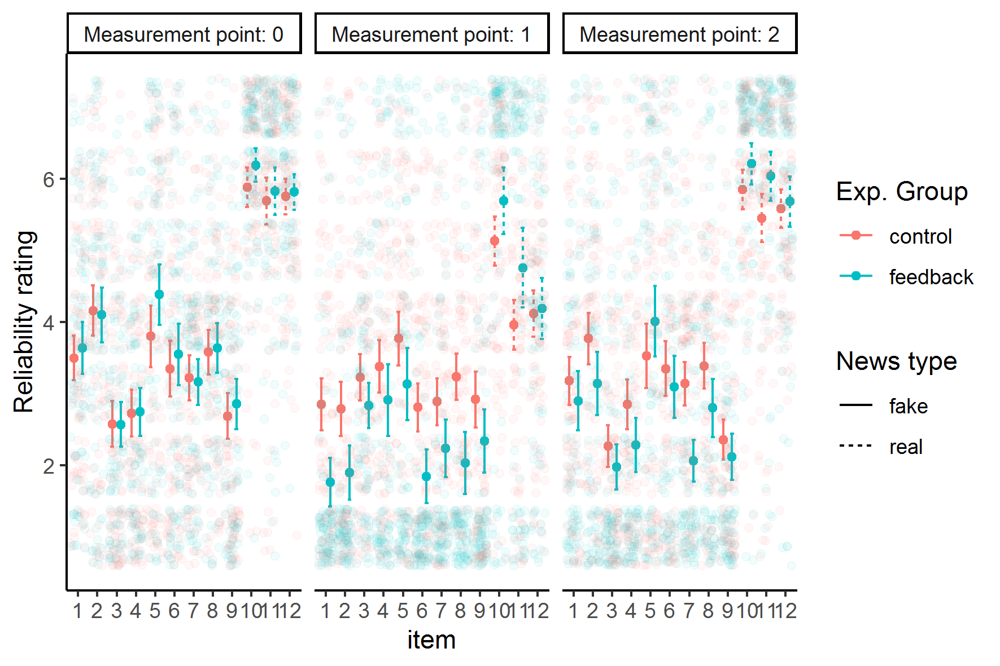 Measurement point: 0
Measurement point: 1
Measurement point: 2
Reliability rating
6
4
2
1 2 3 4 5 6 7 8 9 10 11 12
1 2 3 4 5 6 7 8 9 10 11 12
1 2 3 4 5 6 7 8 9 10 11 12
item
Exp. Group
control
feedback
News type
fake
real